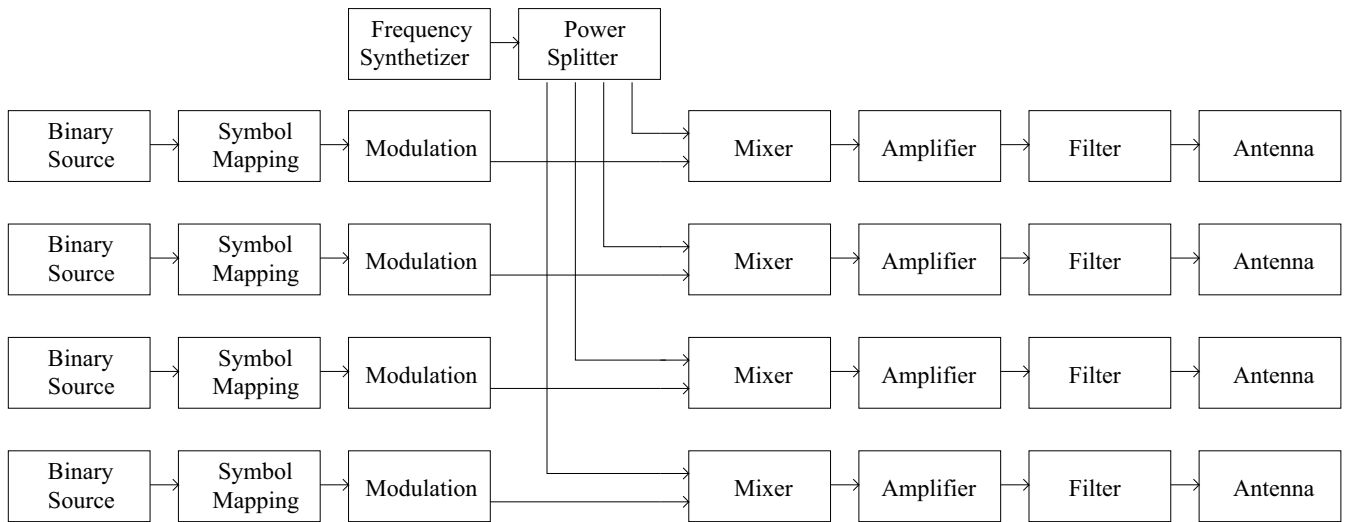 Frequency
Synthetizer
Power
Splitter
Binary
Source
Symbol
Mapping
Modulation
Mixer
Amplifier
Filter
Antenna
Binary
Source
Symbol
Mapping
Modulation
Mixer
Amplifier
Filter
Antenna
Binary
Source
Symbol
Mapping
Modulation
Mixer
Amplifier
Filter
Antenna
Binary
Source
Symbol
Mapping
Modulation
Mixer
Amplifier
Filter
Antenna